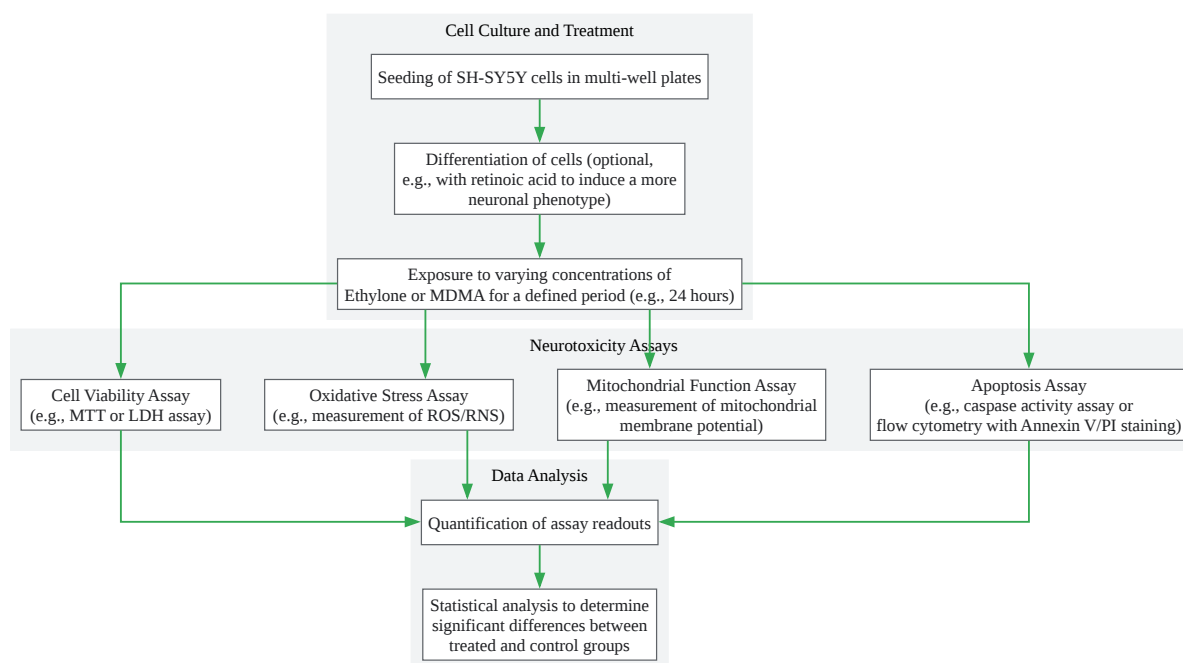 Cell Culture and Treatment
Seeding of SH-SY5Y cells in multi-well plates
Differentiation of cells (optional,
e.g., with retinoic acid to induce a more
neuronal phenotype)
Exposure to varying concentrations of
Ethylone or MDMA for a defined period (e.g., 24 hours)
Neurotoxicity Assays
Cell Viability Assay
(e.g., MTT or LDH assay)
Oxidative Stress Assay
(e.g., measurement of ROS/RNS)
Mitochondrial Function Assay
(e.g., measurement of mitochondrial
membrane potential)
Apoptosis Assay
(e.g., caspase activity assay or
flow cytometry with Annexin V/PI staining)
Data Analysis
Quantification of assay readouts
Statistical analysis to determine
significant differences between
treated and control groups